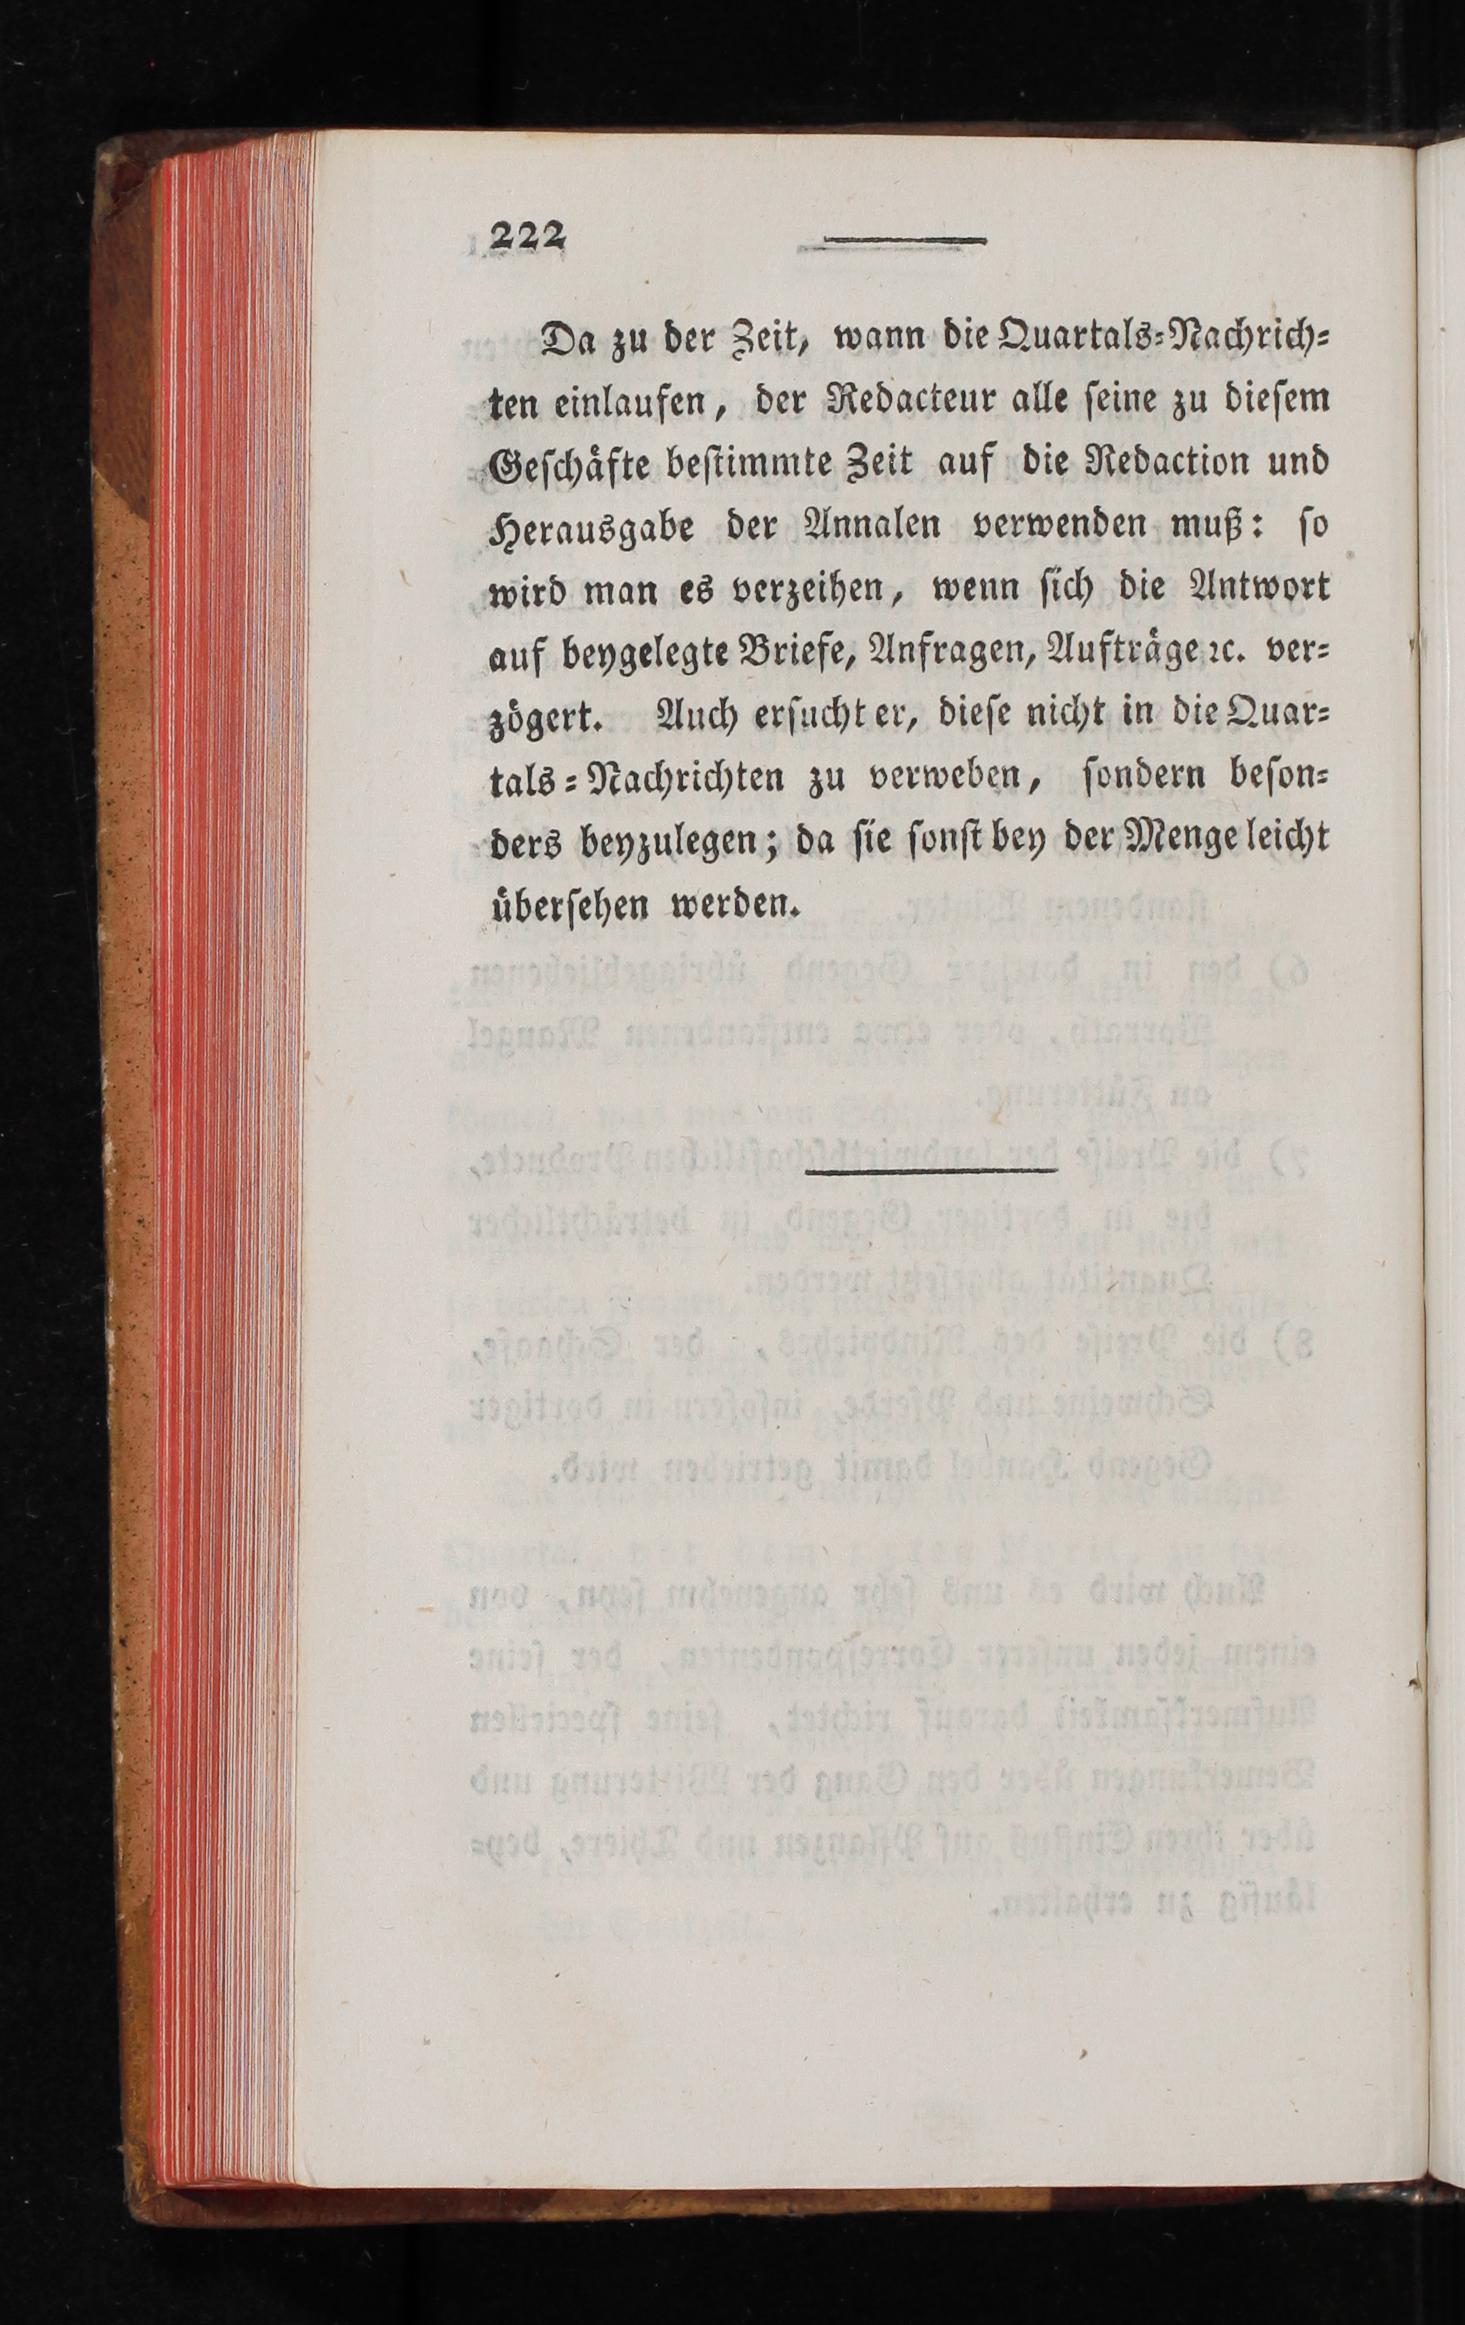 222
Da zu der Zeit, wann die Quartals⸗Nachrich⸗
ten einlaufen, der Redacteur alle ſeine zu dieſem
Geſchäfte beſtimmte Zeit auf die Redaction und
Herausgabe der Annalen verwenden muß: ſo
wird man es verzeihen, wenn ſich die Antwort
auf beygelegte Briefe, Anfragen, Aufträge ꝛc. ver⸗
zögert. Auch erſucht er, dieſe nicht in die Quar⸗
tals⸗Nachrichten zu verweben, ſondern beſon⸗
ders beyzulegen; da ſie ſonſt bey der Menge leicht
überſehen werden.